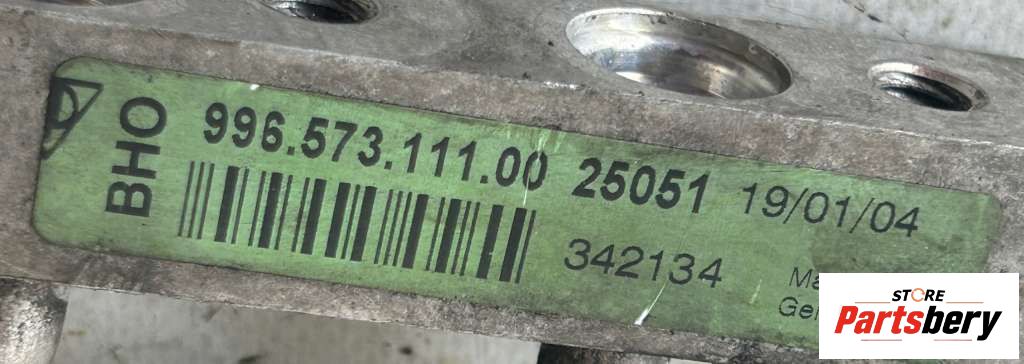 BHO
996.573.111.00 25051 19/01/04
342134
STORE
Partsbery